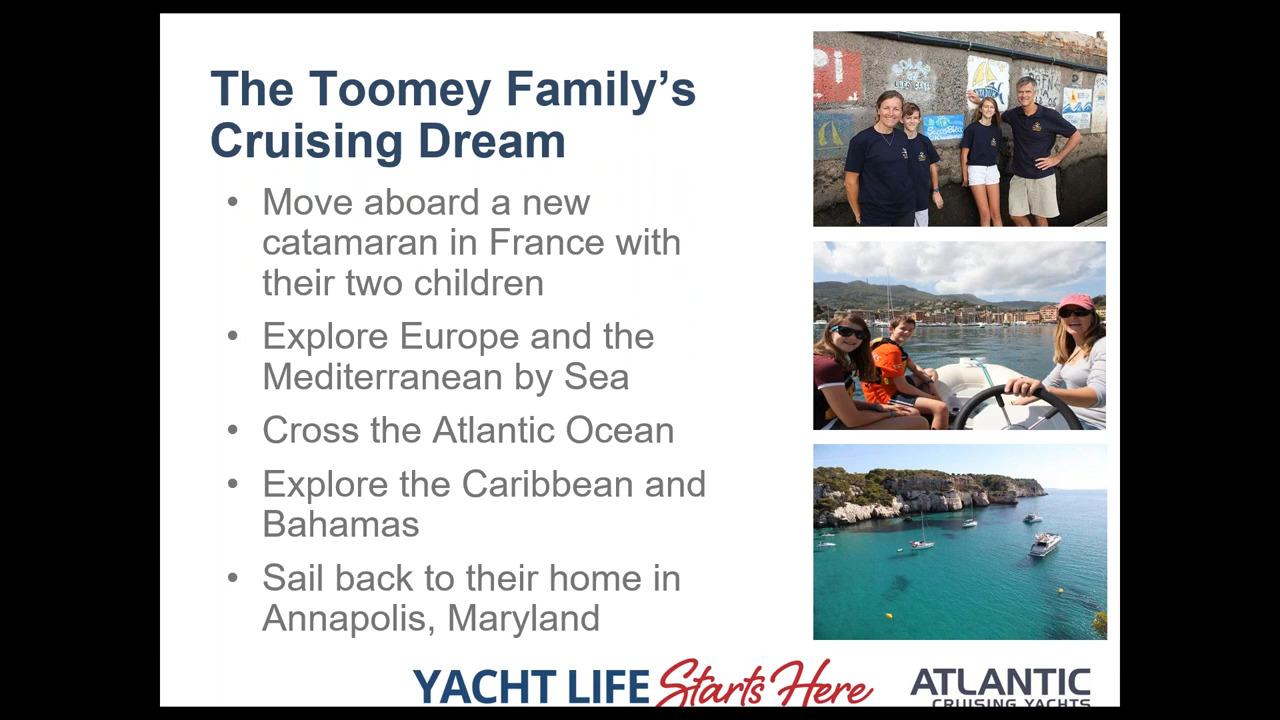 The Toomey Family's
Cruising Dream
• Move aboard a new
catamaran in France with
their two children
• Explore Europe and the
Mediterranean by Sea
• Cross the Atlantic Ocean
• Explore the Caribbean and
Bahamas
• Sail back to their home in
Annapolis, Maryland
YACHT LIFE Starts Here
ATLANTIC
CRUISING YACHTS